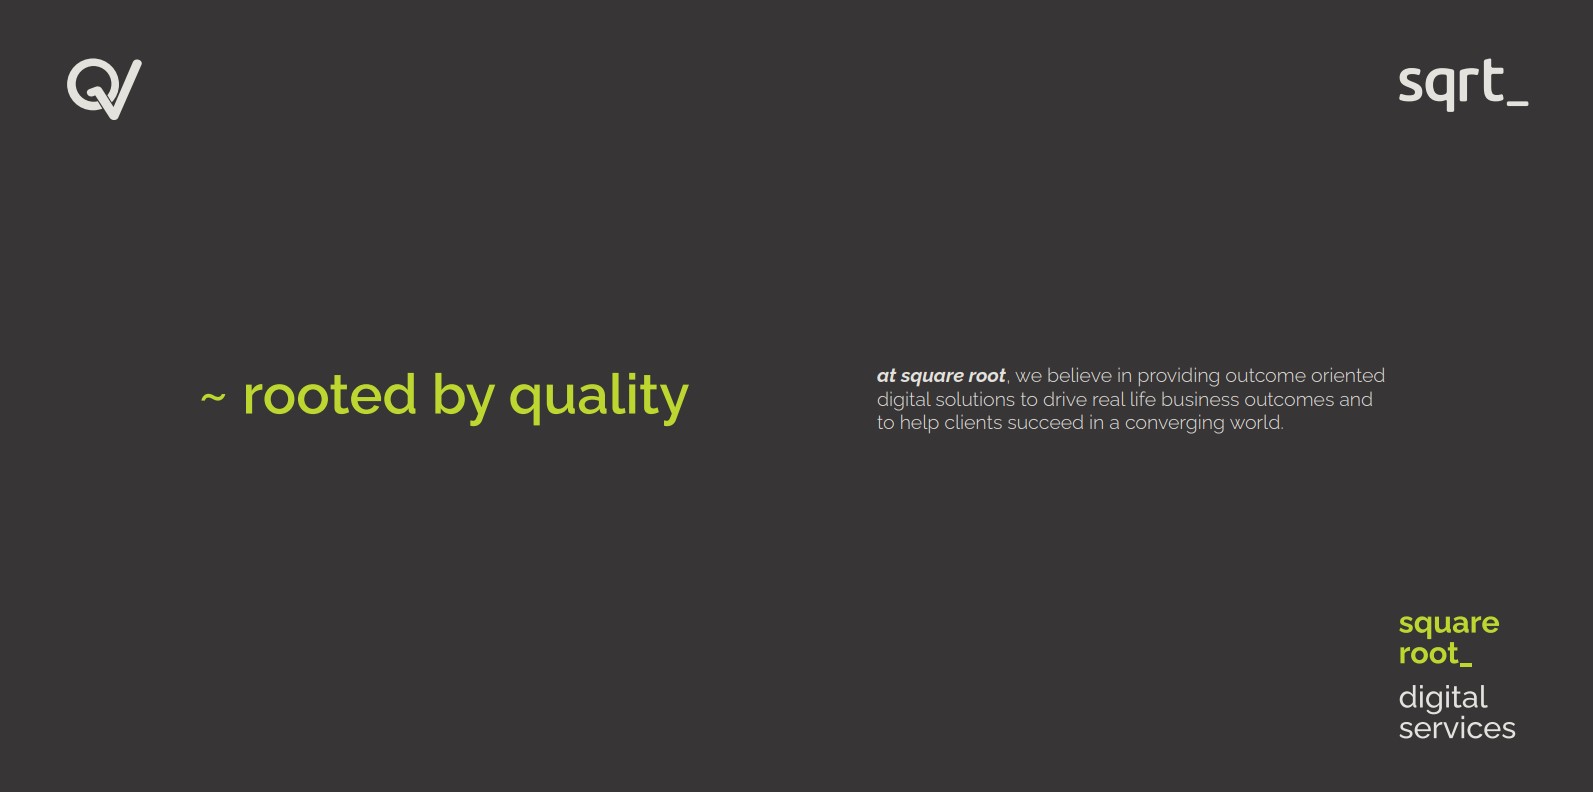 Q√
sqrt_
~ rooted by quality
at square root, we believe in providing outcome oriented
digital solutions to drive real life business outcomes and
to help clients succeed in a converging world.
square
root_
digital
services